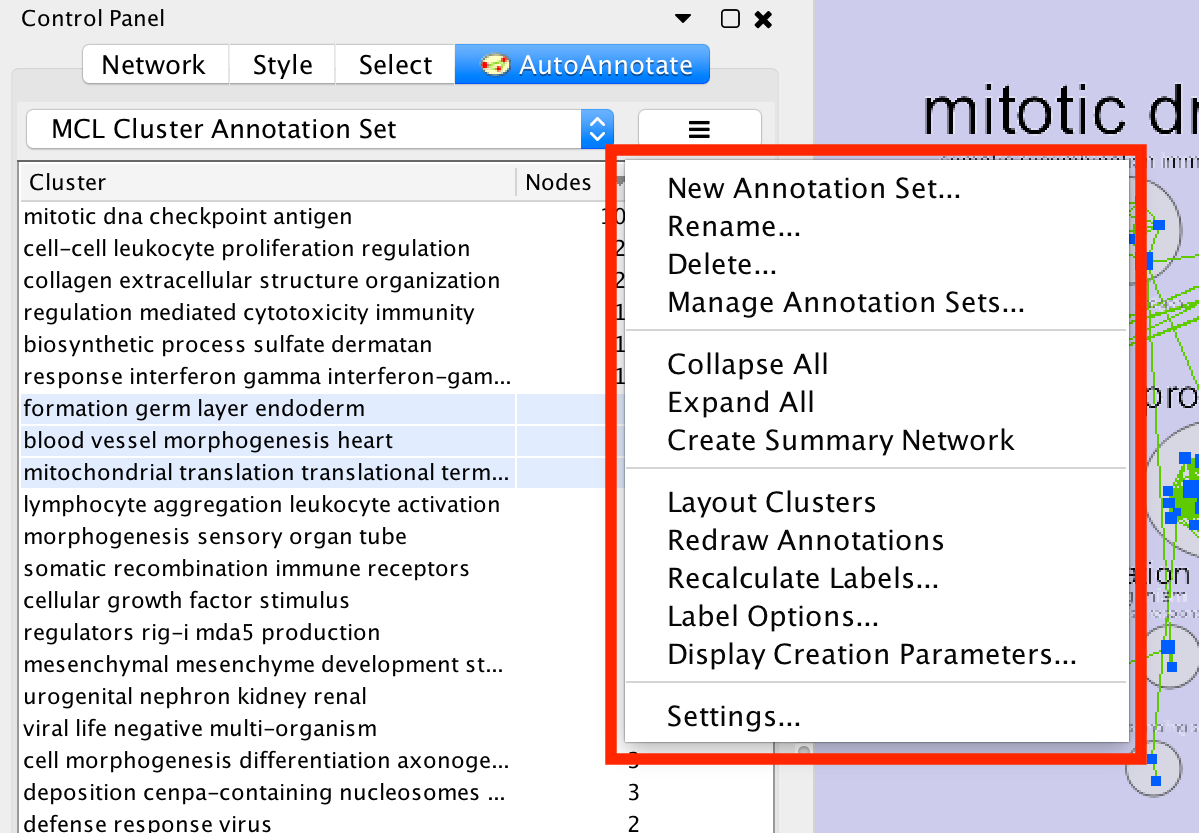 Control Panel
Network
Style
Select
AutoAnnotate
MCL Cluster Annotation Set
Cluster
Nodes
mitotic dna checkpoint antigen
10
cell-cell leukocyte proliferation regulation
2
collagen extracellular structure organization
2
regulation mediated cytotoxicity immunity
1
biosynthetic process sulfate dermatan
1
response interferon gamma interferon-gam...
1
formation germ layer endoderm
blood vessel morphogenesis heart
mitochondrial translation translational term...
lymphocyte aggregation leukocyte activation
morphogenesis sensory organ tube
somatic recombination immune receptors
cellular growth factor stimulus
regulators rig-i mda5 production
mesenchymal mesenchyme development st...
urogenital nephron kidney renal
viral life negative multi-organism
cell morphogenesis differentiation axonoge...
3
deposition cenpa-containing nucleosomes ...
3
defense response virus
2
New Annotation Set...
Rename...
Delete...
Manage Annotation Sets...
Collapse All
Expand All
Create Summary Network
Layout Clusters
Redraw Annotations
Recalculate Labels...
Label Options...
Display Creation Parameters...
Settings...
mitotic